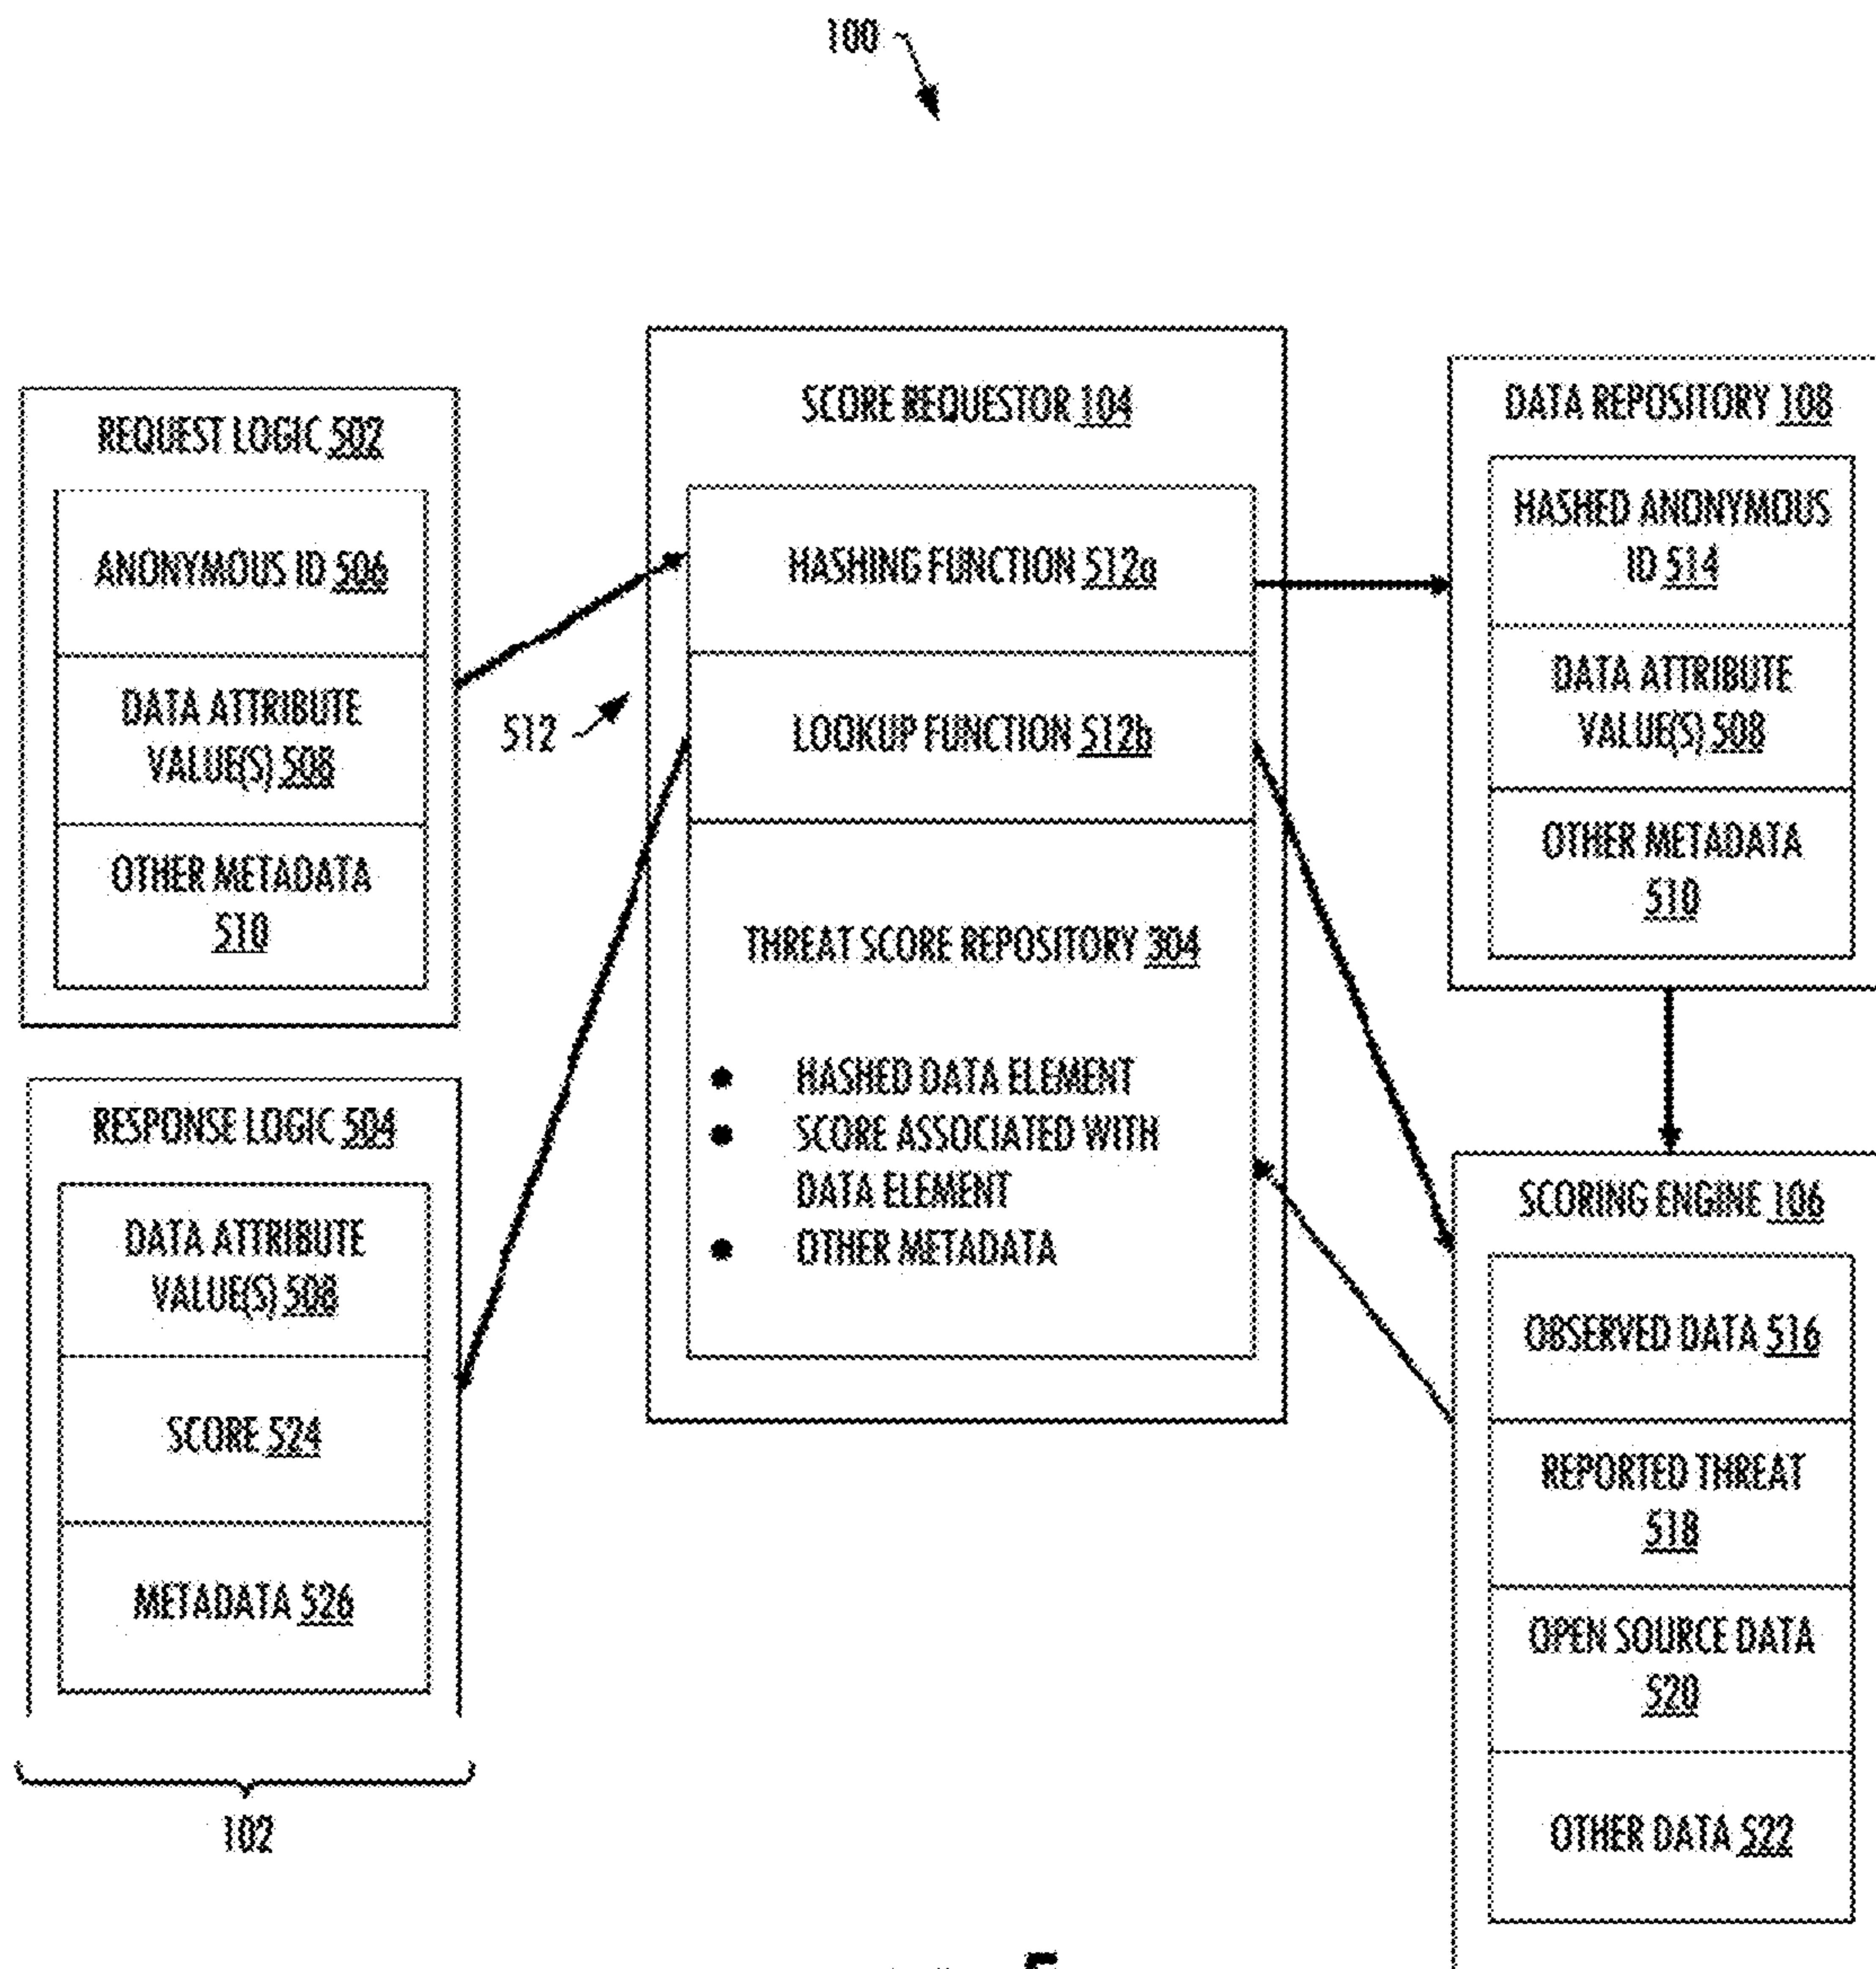 100
REQUEST LOGIC 502
ANONYMOUS ID 506
DATA ATTRIBUTE
VALUE(S) 508
OTHER METADATA
510
RESPONSE LOGIC 504
DATA ATTRIBUTE
VALUE(S) 508
SCORE 524
METADATA 526
102
512
SCORE REQUESTOR 104
HASHING FUNCTION 512a
LOOKUP FUNCTION 512b
THREAT SCORE REPOSITORY 304
• HASHED DATA ELEMENT
• SCORE ASSOCIATED WITH
DATA ELEMENT
• OTHER METADATA
DATA REPOSITORY 108
HASHED ANONYMOUS
ID 514
DATA ATTRIBUTE
VALUE(S) 508
OTHER METADATA
510
SCORING ENGINE 106
OBSERVED DATA 516
REPORTED THREAT
518
OPEN SOURCE DATA
520
OTHER DATA 522